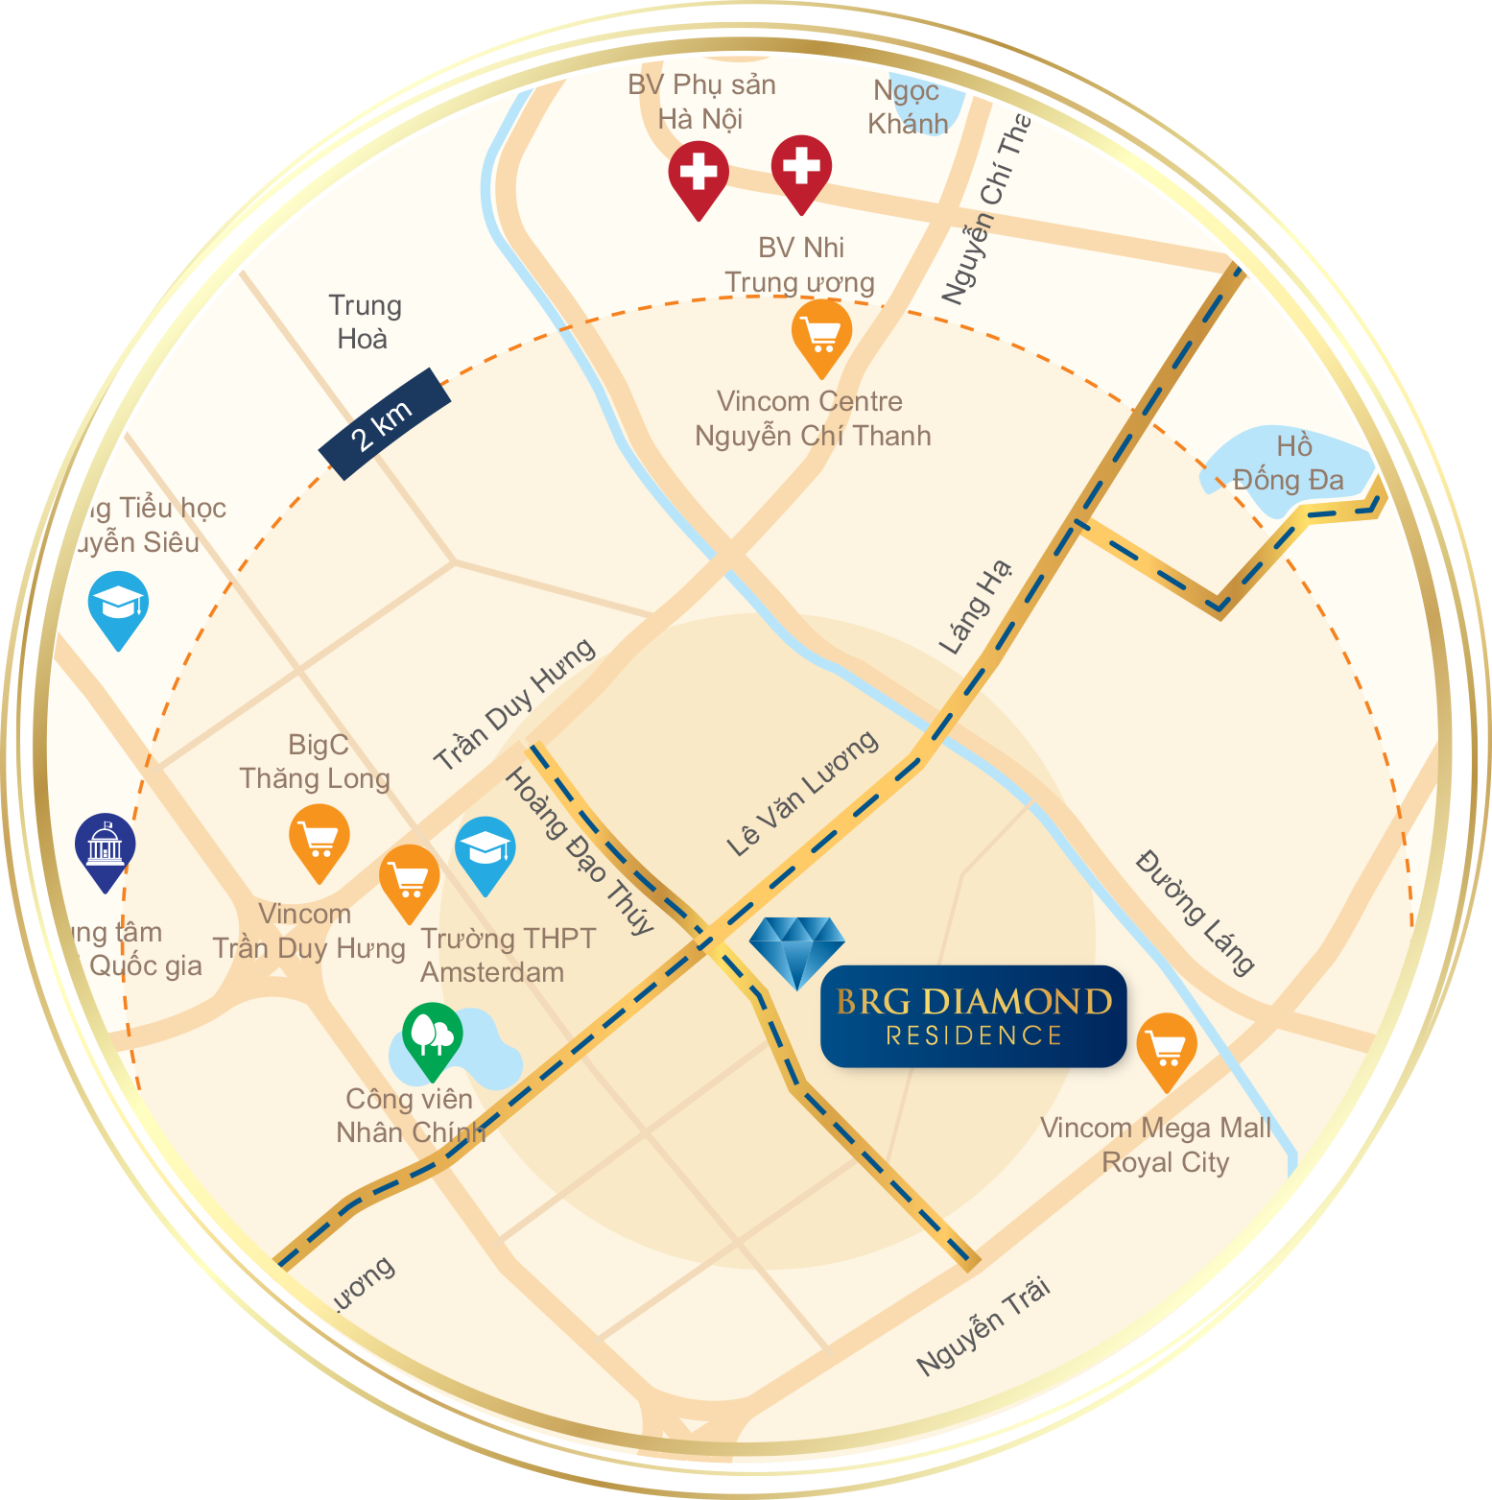 BV Phụ sản
Hà Nội
Ngọc
Khánh
Nguyễn Chí Tha
BV Nhi
Trung ương
Trung
Hoà
2 km
Vincom Centre
Nguyễn Chí Thanh
Hồ
Đống Đa
ng Tiểu học
uyễn Siêu
Láng Hạ
Trần Duy Hưng
BigC
Thăng Long
Hoàng Đạo Thúy
Lê Văn Lương
Đường Láng
Vincom
Trần Duy Hưng
ng tâm
Quốc gia
Trường THPT
Amsterdam
BRG DIAMOND
RESIDENCE
Công viên
Nhân Chính
Vincom Mega Mall
Royal City
ương
Nguyễn Trãi